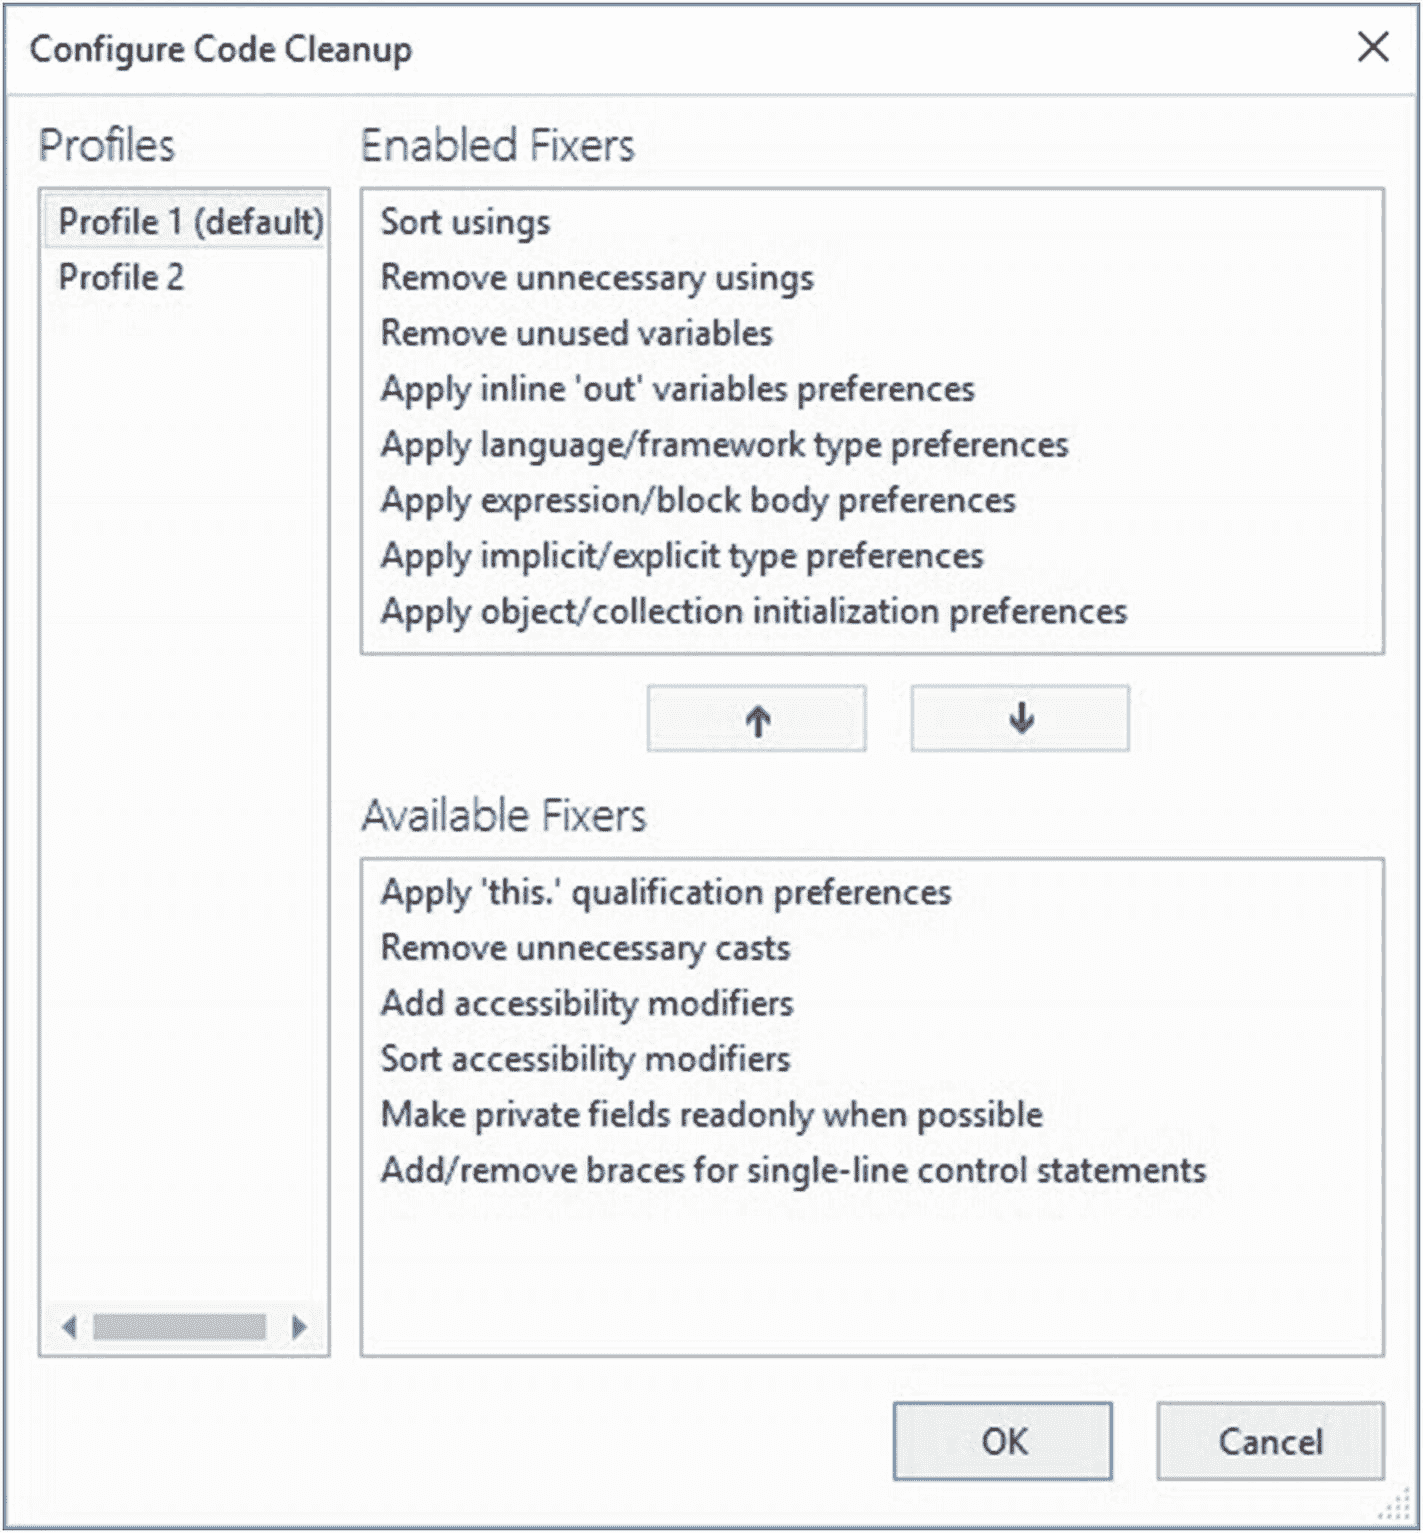 Configure Code Cleanup
Profiles
Profile 1 (default)
Profile 2
Enabled Fixers
Sort usings
Remove unnecessary usings
Remove unused variables
Apply inline 'out' variables preferences
Apply language/framework type preferences
Apply expression/block body preferences
Apply implicit/explicit type preferences
Apply object/collection initialization preferences
Available Fixers
Apply 'this.' qualification preferences
Remove unnecessary casts
Add accessibility modifiers
Sort accessibility modifiers
Make private fields readonly when possible
Add/remove braces for single-line control statements
OK
Cancel